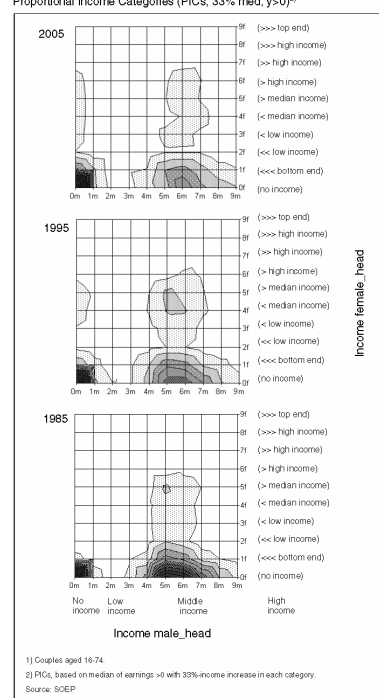 Proportional Income Categories (PICs, 33% med, y>0)²⁾
2005
9f (>>> top end)
8f (>>> high income)
7f (>> high income)
6f (> high income)
5f (> median income)
4f (< median income)
3f (< low income)
2f (<< low income)
1f (<<< bottom end)
0f (no income)
0m 1m 2m 3m 4m 5m 6m 7m 8m 9m
1995
9f (>>> top end)
8f (>>> high income)
7f (>> high income)
6f (> high income)
5f (> median income)
4f (< median income)
3f (< low income)
2f (<< low income)
1f (<<< bottom end)
0f (no income)
0m 1m 2m 3m 4m 5m 6m 7m 8m 9m
Income female_head
1985
9f (>>> top end)
8f (>>> high income)
7f (>> high income)
6f (> high income)
5f (> median income)
4f (< median income)
3f (< low income)
2f (<< low income)
1f (<<< bottom end)
0f (no income)
0m 1m 2m 3m 4m 5m 6m 7m 8m 9m
No Low Middle High
income income income income
Income male_head
1) Couples aged 16-74.
2) PICs, based on median of earnings >0 with 33%-income increase in each category.
Source: SOEP